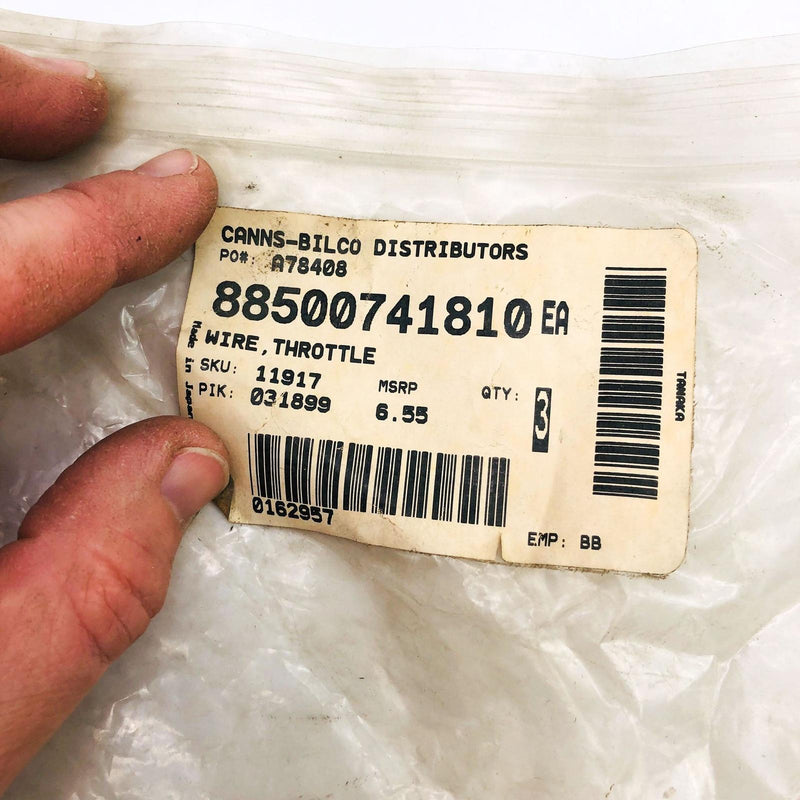 CANNS-BILCO DISTRIBUTORS
PO#: A78408
88500741810 EA
WIRE,THROTTLE
SKU: 11917
MSRP
QTY: 3
PIK: 031899
6.55
0162957
EMP: BB
Made in Japan
TANAKA